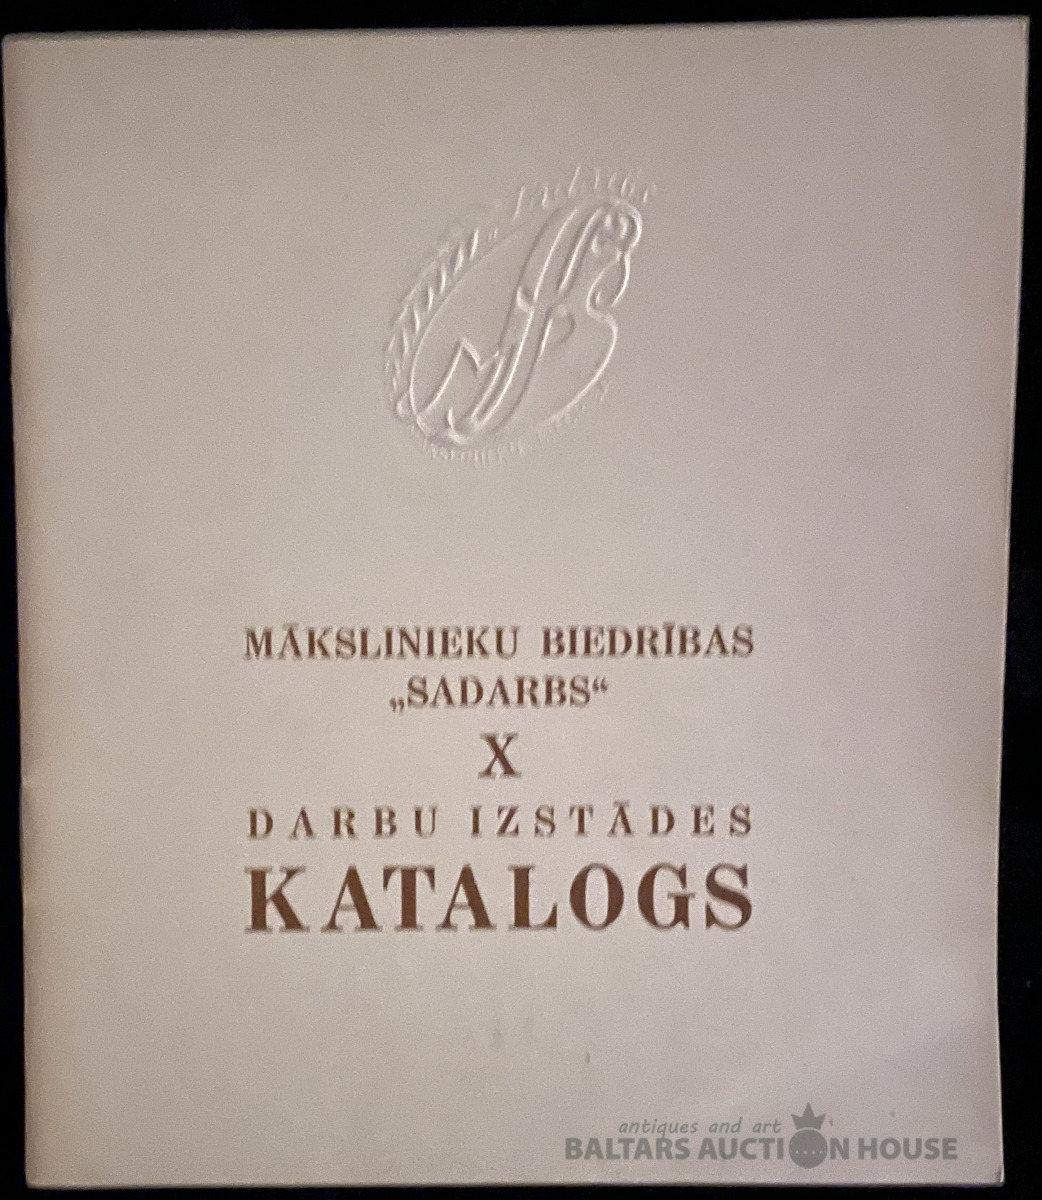 MĀKSLINIEKU BIEDRĪBAS
„SADARBS“
X
DARBU IZSTĀDES
KATALOGS
antiques and art
BALTARS AUCTION HOUSE